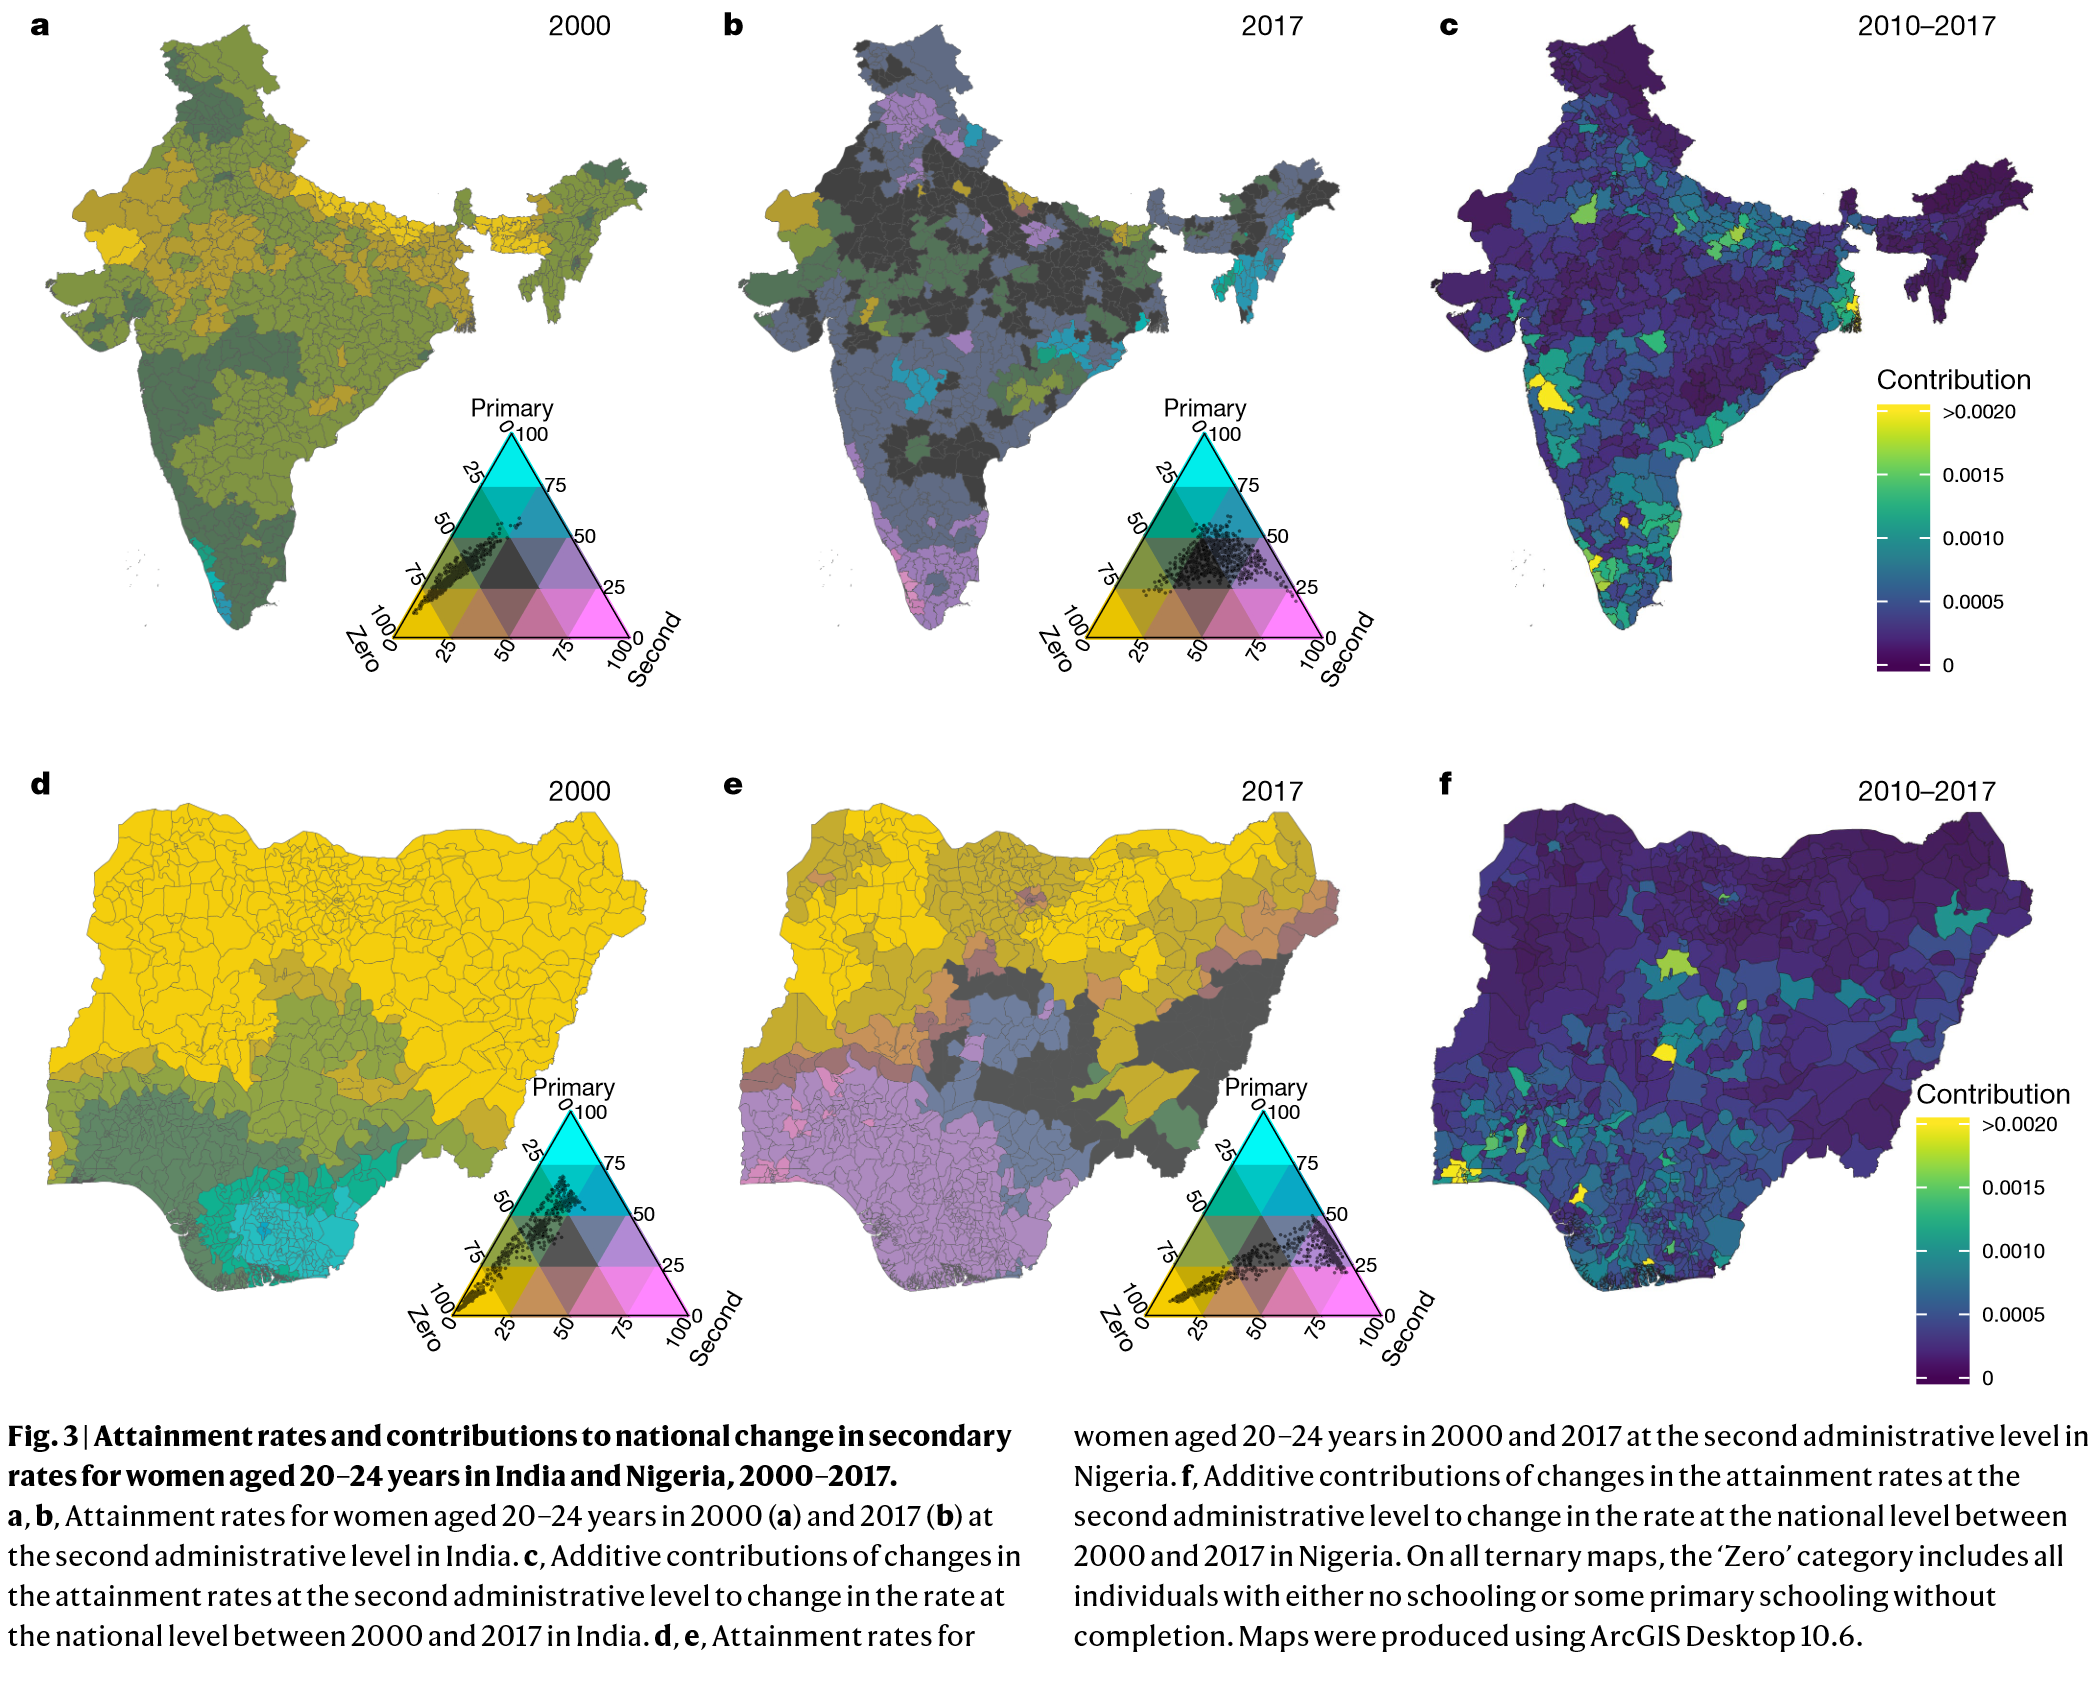 a
2000
b
2017
c
2010–2017
Primary
0
100
25
75
50
50
75
25
100
0
Zero
0
25
50
75
100
Second
Primary
0
100
25
75
50
50
75
25
100
0
Zero
0
25
50
75
100
Second
Contribution
>0.0020
0.0015
0.0010
0.0005
0
d
2000
e
2017
f
2010–2017
Primary
0
100
25
75
50
50
75
25
100
0
Zero
0
25
50
75
100
Second
Primary
0
100
25
75
50
50
75
25
100
0
Zero
0
25
50
75
100
Second
Contribution
>0.0020
0.0015
0.0010
0.0005
0
Fig. 3 | Attainment rates and contributions to national change in secondary
rates for women aged 20–24 years in India and Nigeria, 2000–2017.
a, b, Attainment rates for women aged 20–24 years in 2000 (a) and 2017 (b) at
the second administrative level in India. c, Additive contributions of changes in
the attainment rates at the second administrative level to change in the rate at
the national level between 2000 and 2017 in India. d, e, Attainment rates for
women aged 20–24 years in 2000 and 2017 at the second administrative level in
Nigeria. f, Additive contributions of changes in the attainment rates at the
second administrative level to change in the rate at the national level between
2000 and 2017 in Nigeria. On all ternary maps, the ‘Zero’ category includes all
individuals with either no schooling or some primary schooling without
completion. Maps were produced using ArcGIS Desktop 10.6.